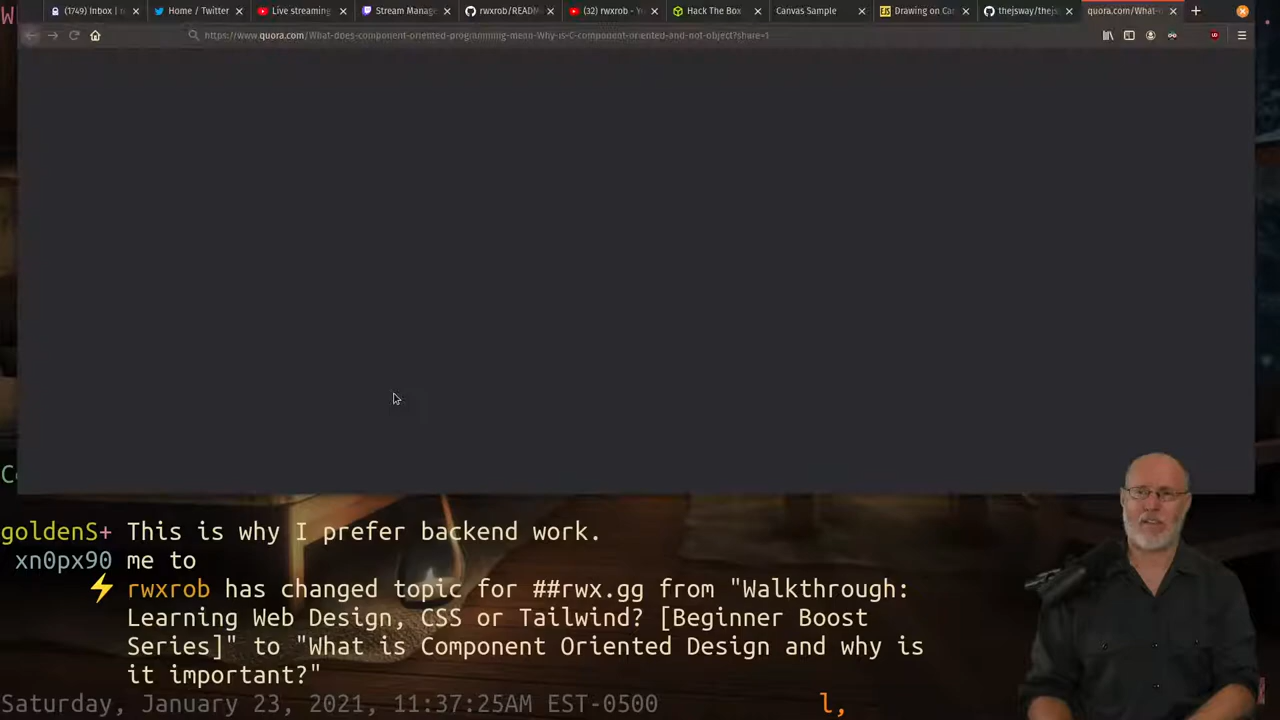 W
(1749) Inbox | r
Home / Twitter
Live streaming
Stream Manage
rwxrob/READM
(32) rwxrob - Yo
Hack The Box
Canvas Sample
Drawing on Can
thejsway/thejs
quora.com/What-d
https://www.quora.com/What-does-component-oriented-programming-mean-Why-is-C-component-oriented-and-not-object?share=1
C
goldenS+ This is why I prefer backend work.
xn0px90 me to
⚡ rwxrob has changed topic for ##rwx.gg from "Walkthrough:
Learning Web Design, CSS or Tailwind? [Beginner Boost
Series]" to "What is Component Oriented Design and why is
it important?"
Saturday, January 23, 2021, 11:37:25AM EST-0500 l,